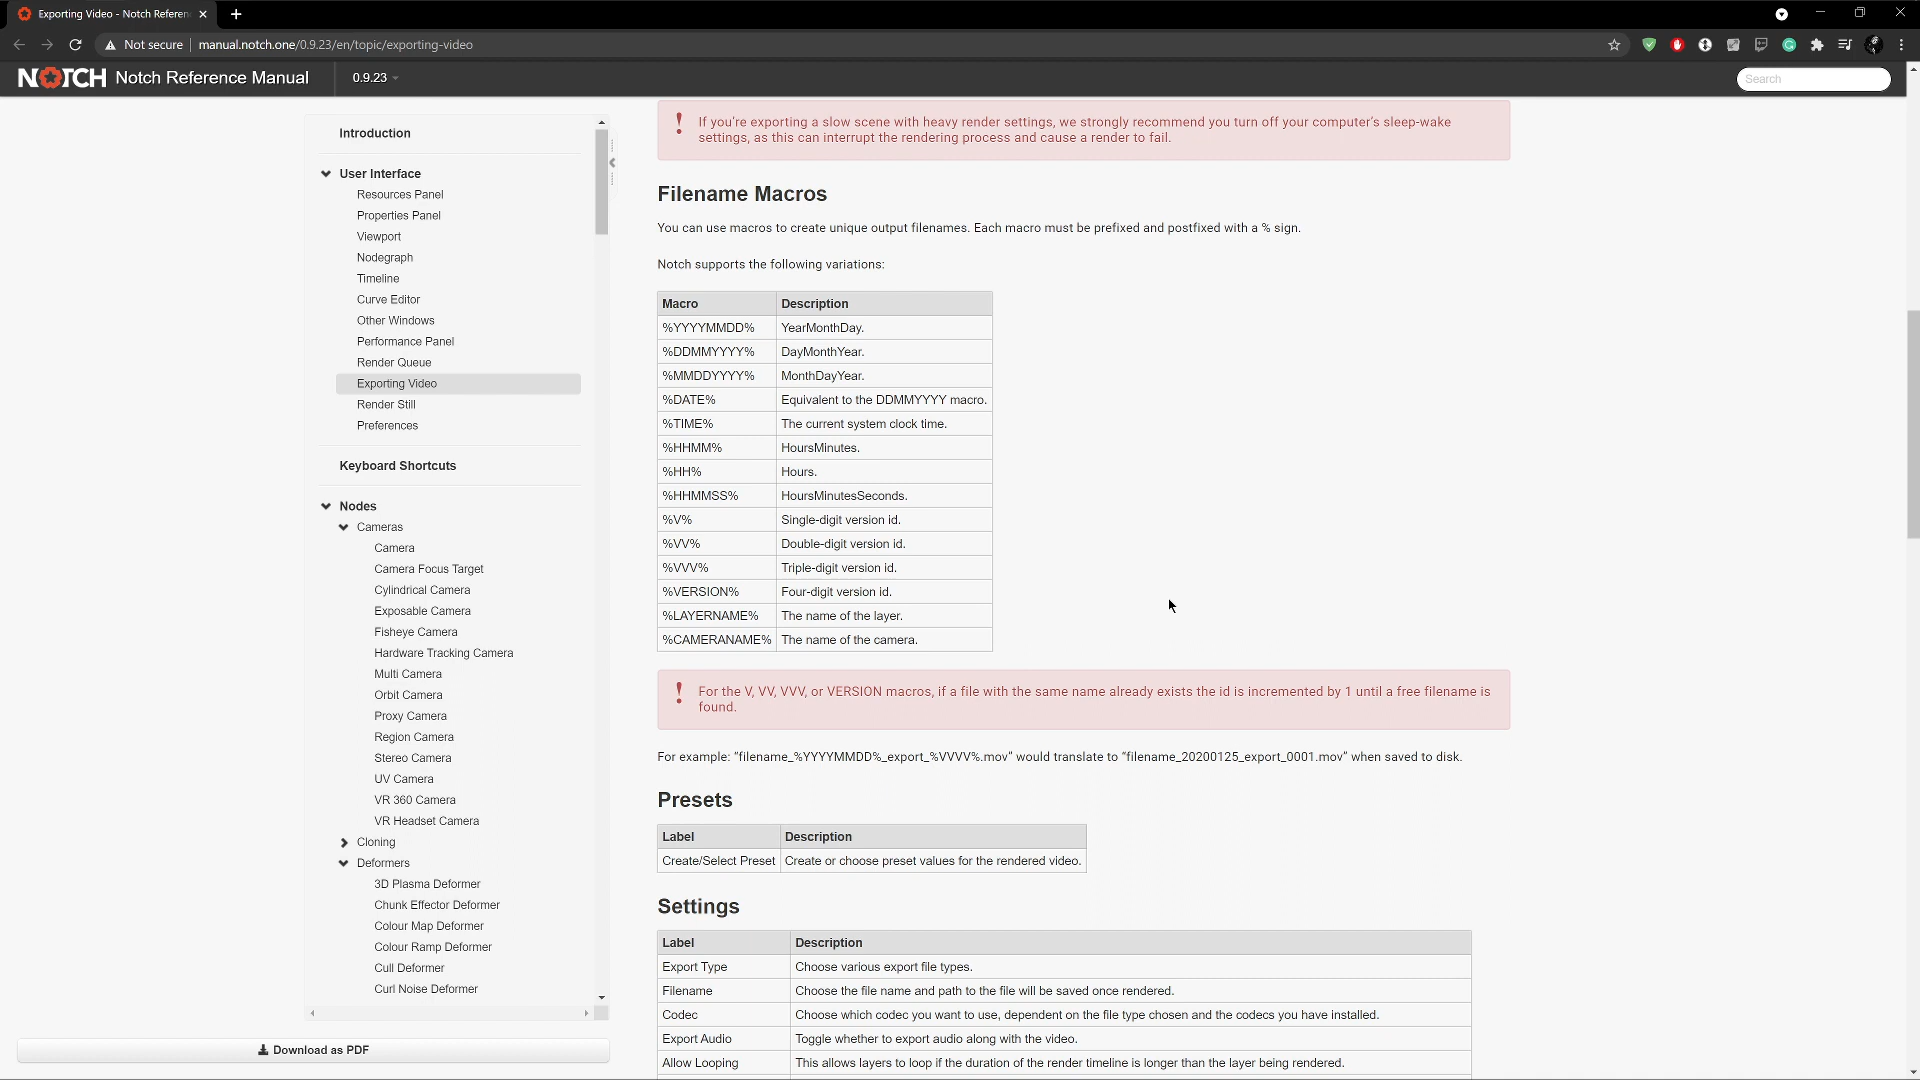 Exporting Video - Notch Referen
Not secure
manual.notch.one/0.9.23/en/topic/exporting-video
NOTCH Notch Reference Manual
0.9.23
Search
Introduction
User Interface
Resources Panel
Properties Panel
Viewport
Nodegraph
Timeline
Curve Editor
Other Windows
Performance Panel
Render Queue
Exporting Video
Render Still
Preferences
Keyboard Shortcuts
Nodes
Cameras
Camera
Camera Focus Target
Cylindrical Camera
Exposable Camera
Fisheye Camera
Hardware Tracking Camera
Multi Camera
Orbit Camera
Proxy Camera
Region Camera
Stereo Camera
UV Camera
VR 360 Camera
VR Headset Camera
Cloning
Deformers
3D Plasma Deformer
Chunk Effector Deformer
Colour Map Deformer
Colour Ramp Deformer
Cull Deformer
Curl Noise Deformer
Download as PDF
! If you're exporting a slow scene with heavy render settings, we strongly recommend you turn off your computer's sleep-wake
settings, as this can interrupt the rendering process and cause a render to fail.
Filename Macros
You can use macros to create unique output filenames. Each macro must be prefixed and postfixed with a % sign.
Notch supports the following variations:
Macro Description
%YYYYMMDD% YearMonthDay.
%DDMMYYYY% DayMonthYear.
%MMDDYYYY% MonthDayYear.
%DATE% Equivalent to the DDMMYYYY macro.
%TIME% The current system clock time.
%HHMM% HoursMinutes.
%HH% Hours.
%HHMMSS% HoursMinutesSeconds.
%V% Single-digit version id.
%VV% Double-digit version id.
%VVV% Triple-digit version id.
%VERSION% Four-digit version id.
%LAYERNAME% The name of the layer.
%CAMERANAME% The name of the camera.
! For the V, VV, VVV, or VERSION macros, if a file with the same name already exists the id is incremented by 1 until a free filename is
found.
For example: “filename_%YYYYMMDD%_export_%VVVV%.mov” would translate to “filename_20200125_export_0001.mov” when saved to disk.
Presets
Label Description
Create/Select Preset Create or choose preset values for the rendered video.
Settings
Label Description
Export Type Choose various export file types.
Filename Choose the file name and path to the file will be saved once rendered.
Codec Choose which codec you want to use, dependent on the file type chosen and the codecs you have installed.
Export Audio Toggle whether to export audio along with the video.
Allow Looping This allows layers to loop if the duration of the render timeline is longer than the layer being rendered.